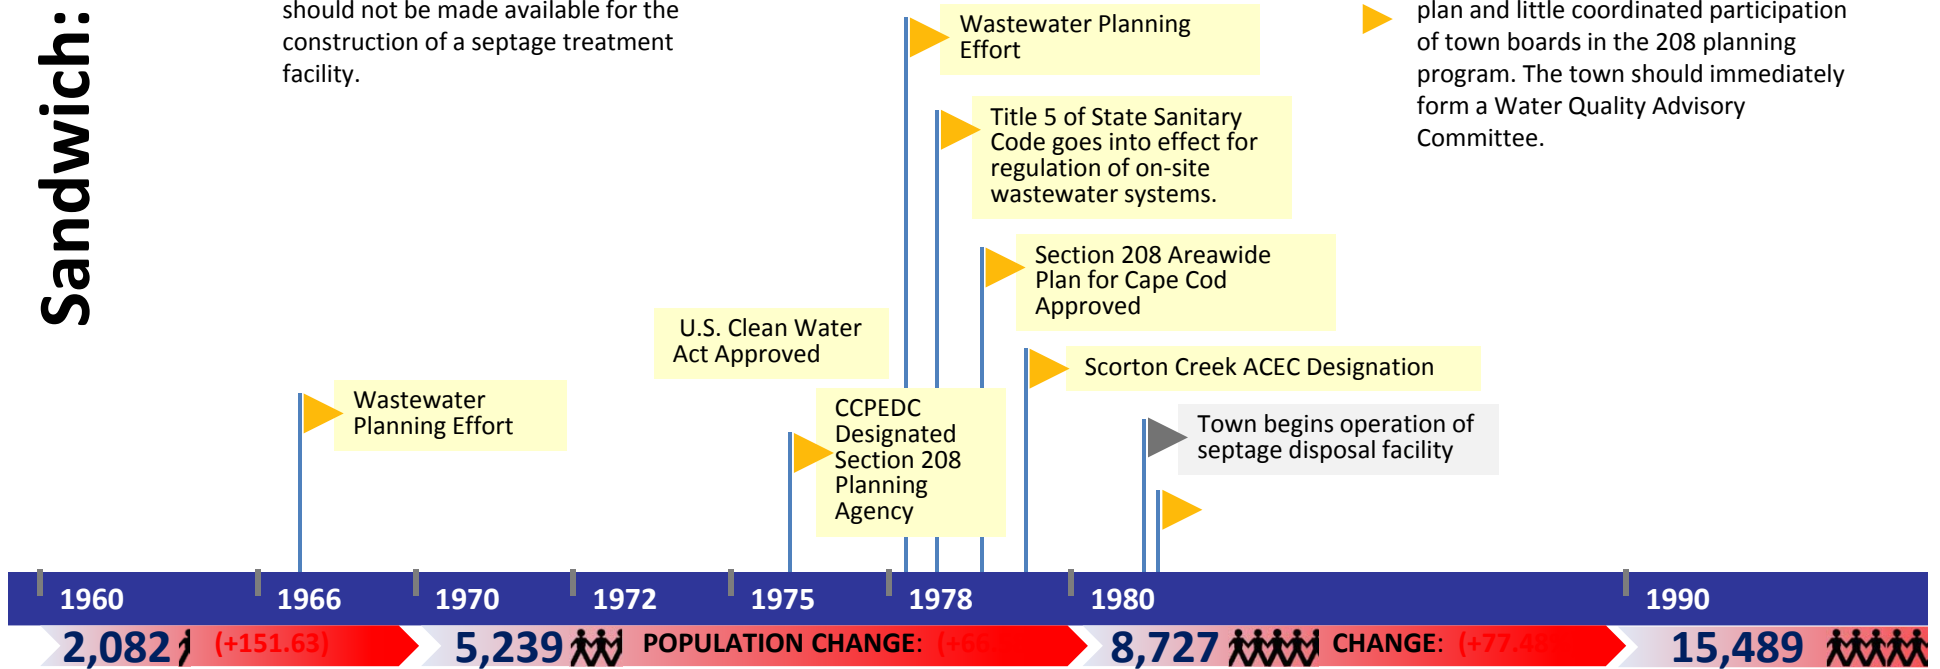 Sandwich:
should not be made available for the
construction of a septage treatment
facility.
Wastewater Planning
Effort
plan and little coordinated participation
of town boards in the 208 planning
program. The town should immediately
form a Water Quality Advisory
Committee.
Title 5 of State Sanitary
Code goes into effect for
regulation of on-site
wastewater systems.
Section 208 Areawide
Plan for Cape Cod
Approved
U.S. Clean Water
Act Approved
Scorton Creek ACEC Designation
Wastewater
Planning Effort
CCPEDC
Designated
Section 208
Planning
Agency
Town begins operation of
septage disposal facility
1960 1966 1970 1972 1975 1978 1980 1990
2,082 (+151.63) 5,239 POPULATION CHANGE: (+66. 8,727 CHANGE: (+77.48 15,489